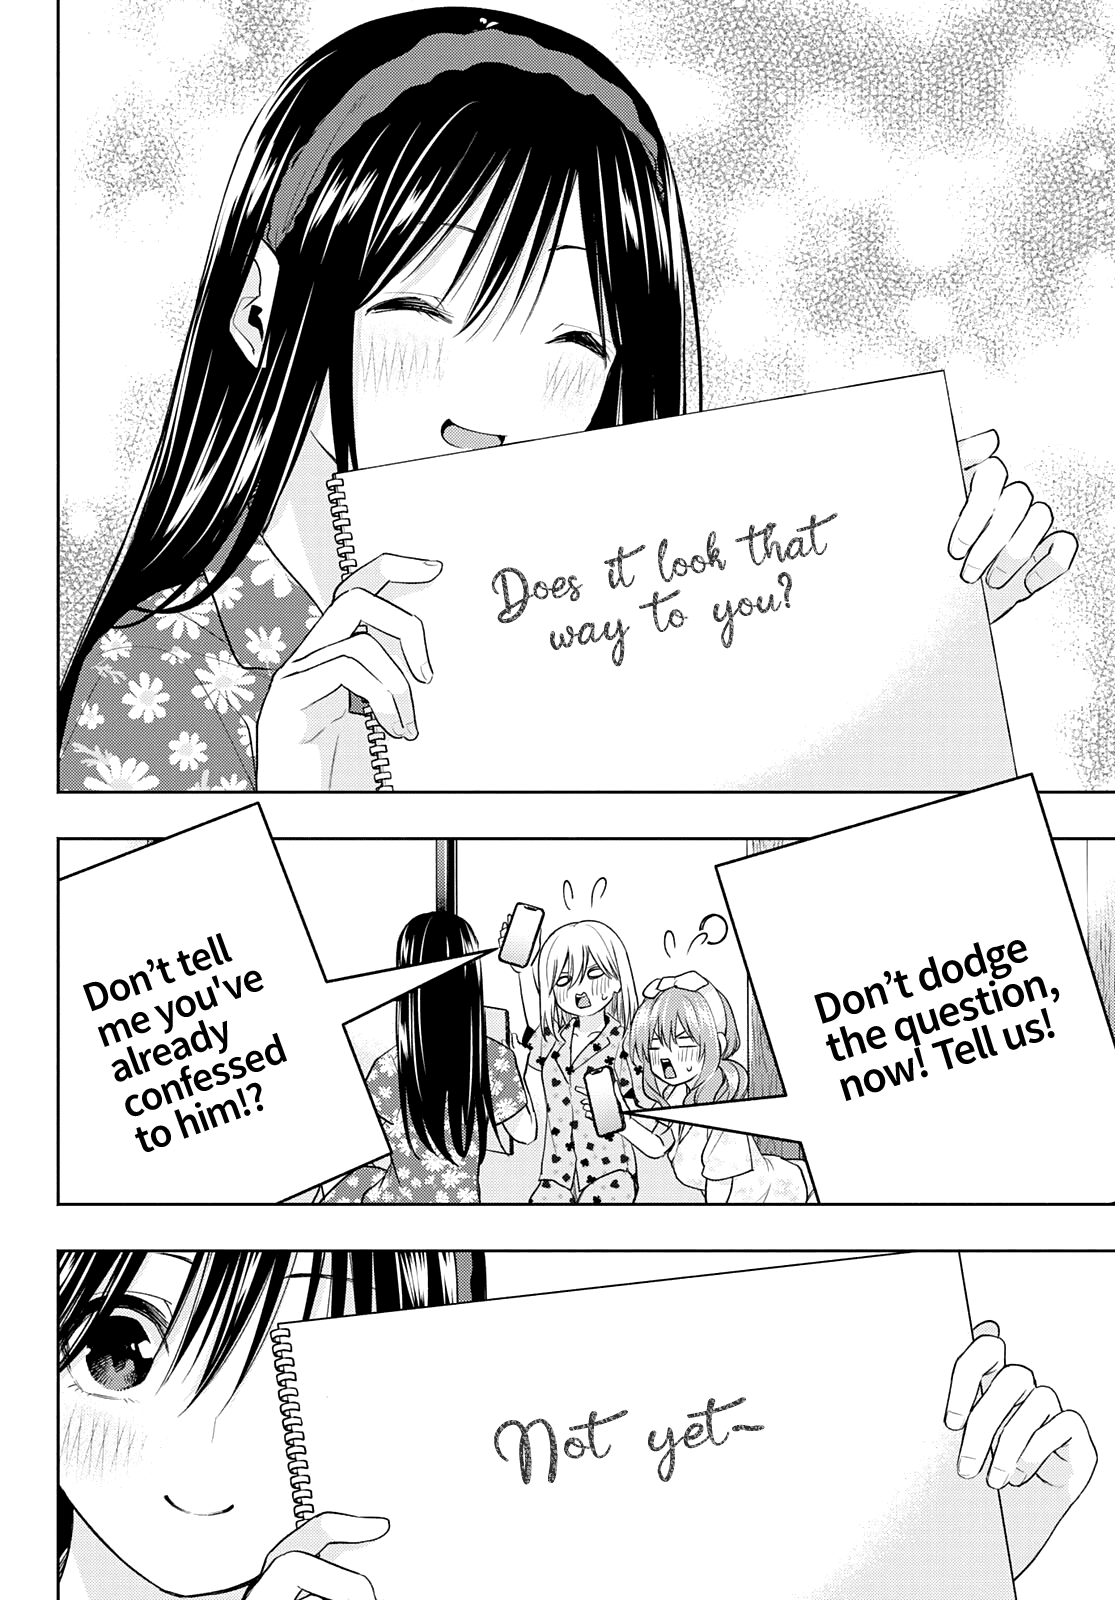 Does it look that
way to you?
Don't dodge
the question,
now! Tell us!
Don't tell
me you've
already
confessed
to him!?
Not yet~